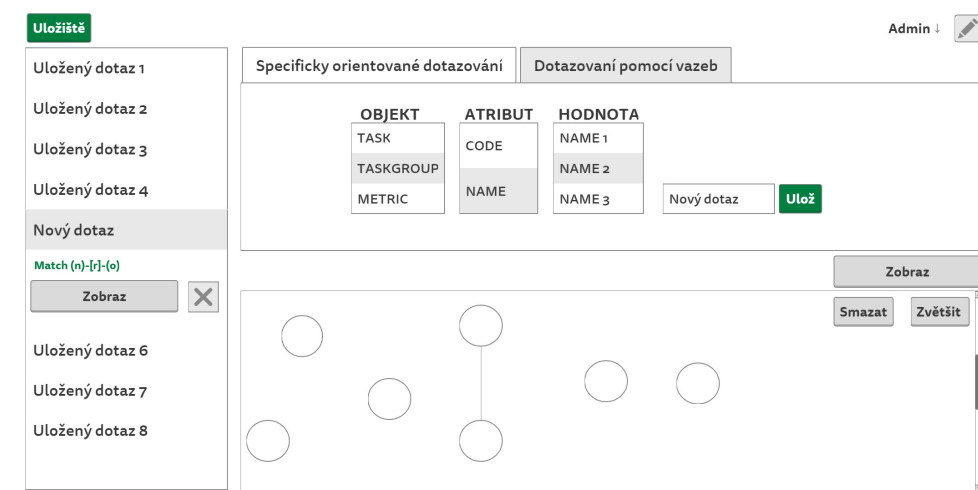 Uložiště
Admin ↓
Uložený dotaz 1
Uložený dotaz 2
Uložený dotaz 3
Uložený dotaz 4
Nový dotaz
Match (n)-[r]-(o)
Zobraz
Uložený dotaz 6
Uložený dotaz 7
Uložený dotaz 8
Specificky orientované dotazování
Dotazovaní pomocí vazeb
OBJEKT
TASK
TASKGROUP
METRIC
ATRIBUT
CODE
NAME
HODNOTA
NAME 1
NAME 2
NAME 3
Nový dotaz
Ulož
Zobraz
Smazat
Zvětšit